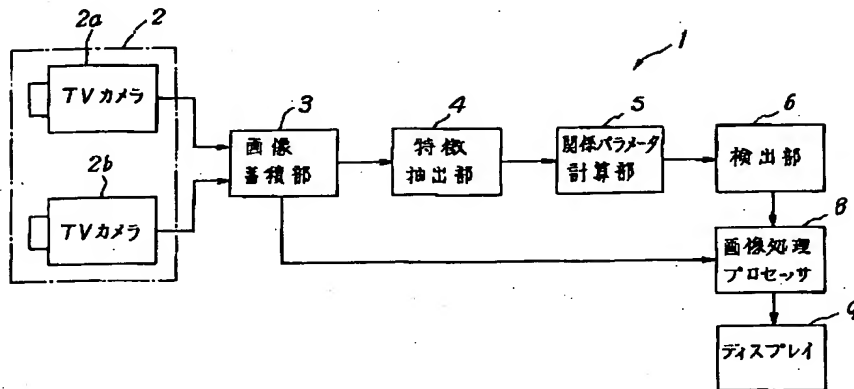 2a
2
TVカメラ
2b
TVカメラ
3
画像
蓄積部
4
特徴
抽出部
5
関係パラメータ
計算部
1
6
検出部
8
画像処理
プロセッサ
9
ディスプレイ